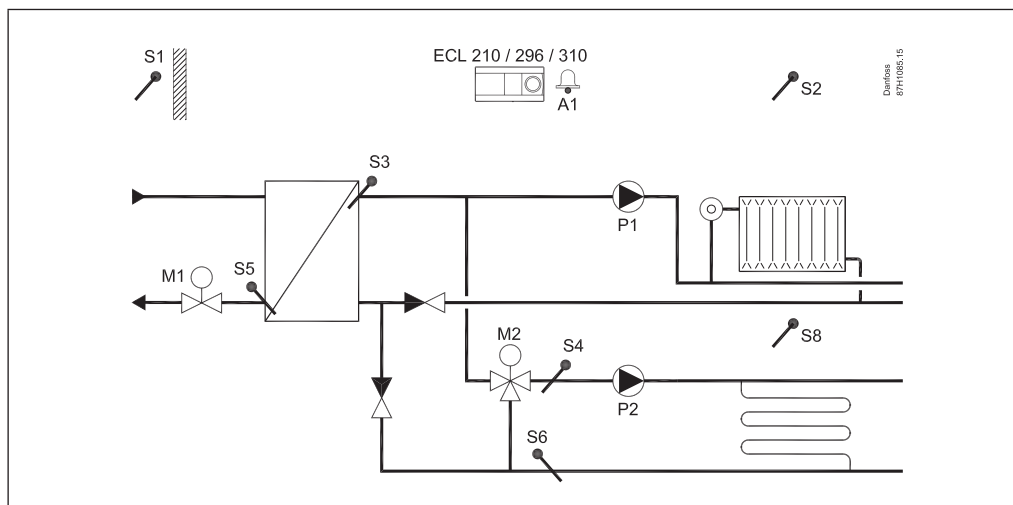 S1
ECL 210 / 296 / 310
A1
S2
Danfoss
87H1085.15
S3
P1
M1
S5
M2
S4
S8
P2
S6